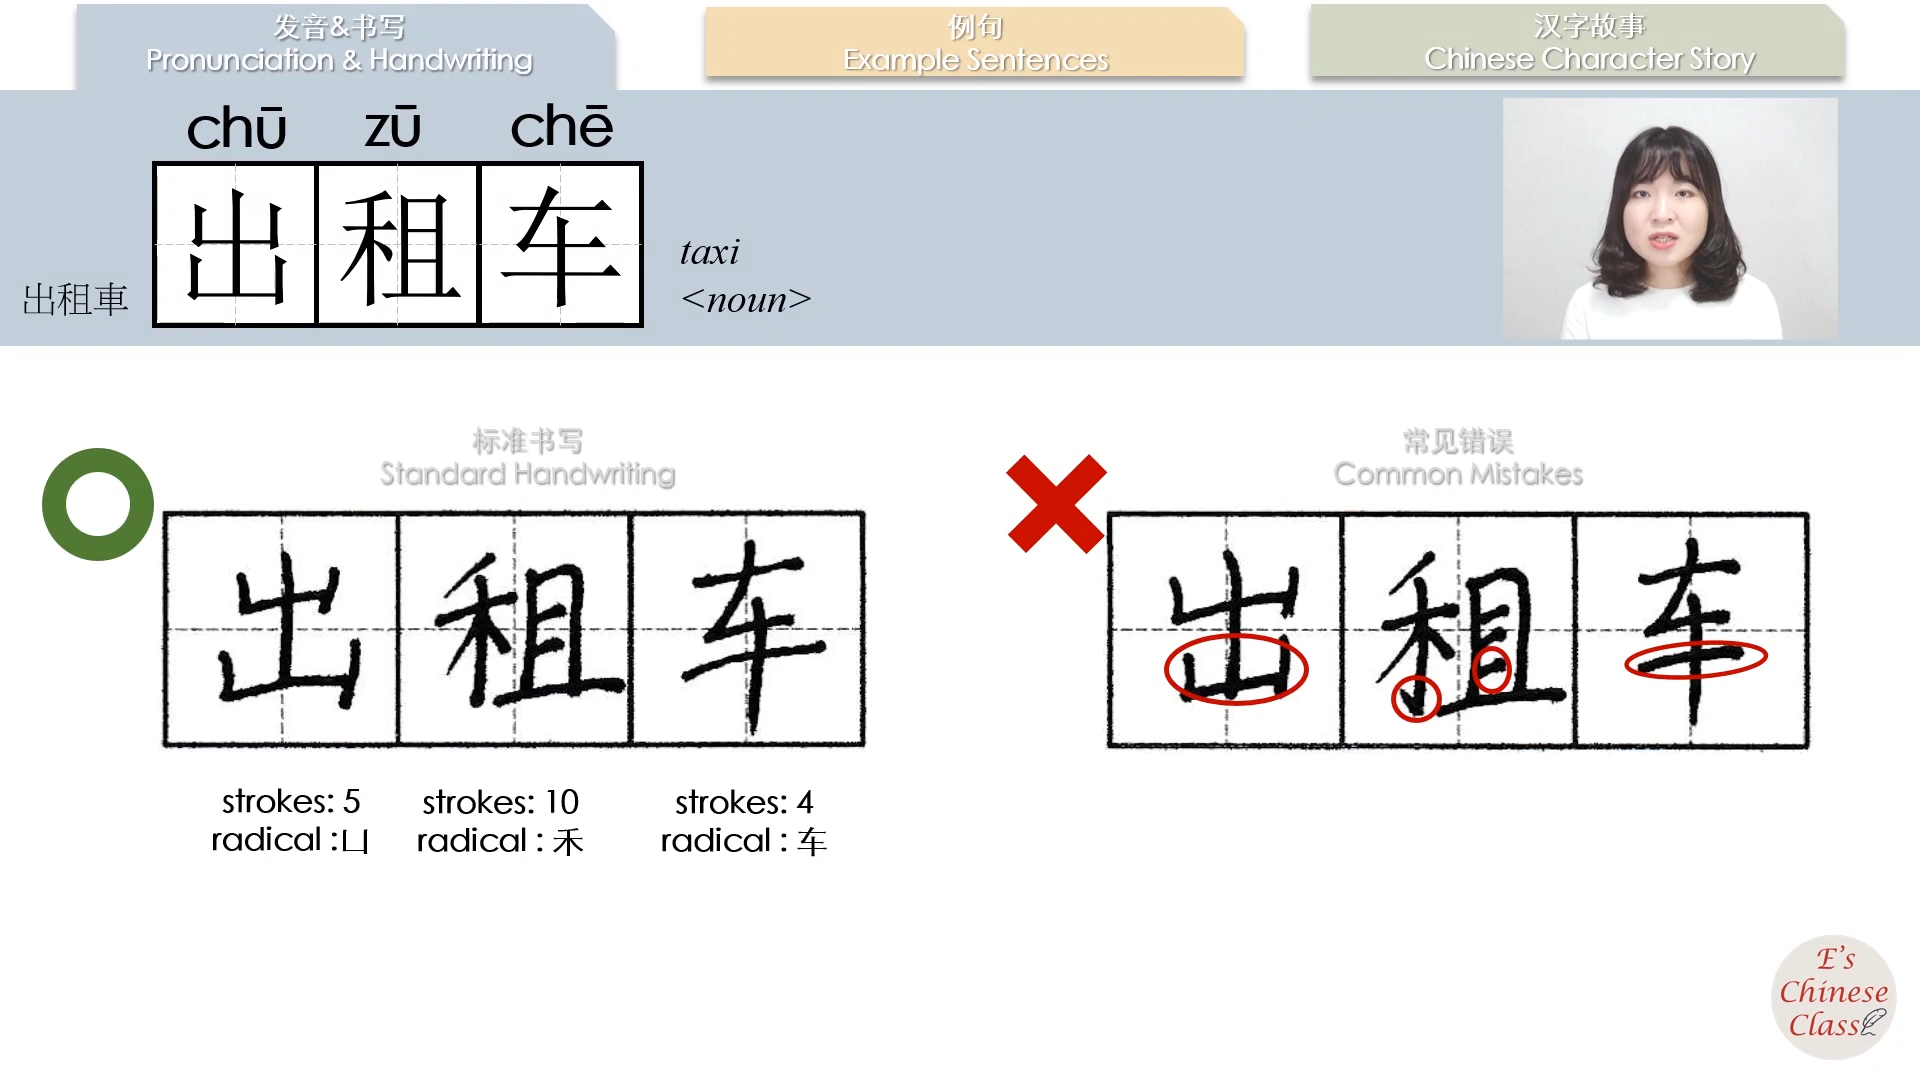 发音&书写
Pronunciation & Handwriting
例句
Example Sentences
汉字故事
Chinese Character Story
chū zū chē
出租车
出租車
taxi
<noun>
标准书写
Standard Handwriting
常见错误
Common Mistakes
出租车
出租车
strokes: 5
radical :凵
strokes: 10
radical : 禾
strokes: 4
radical : 车
E's
Chinese
Class